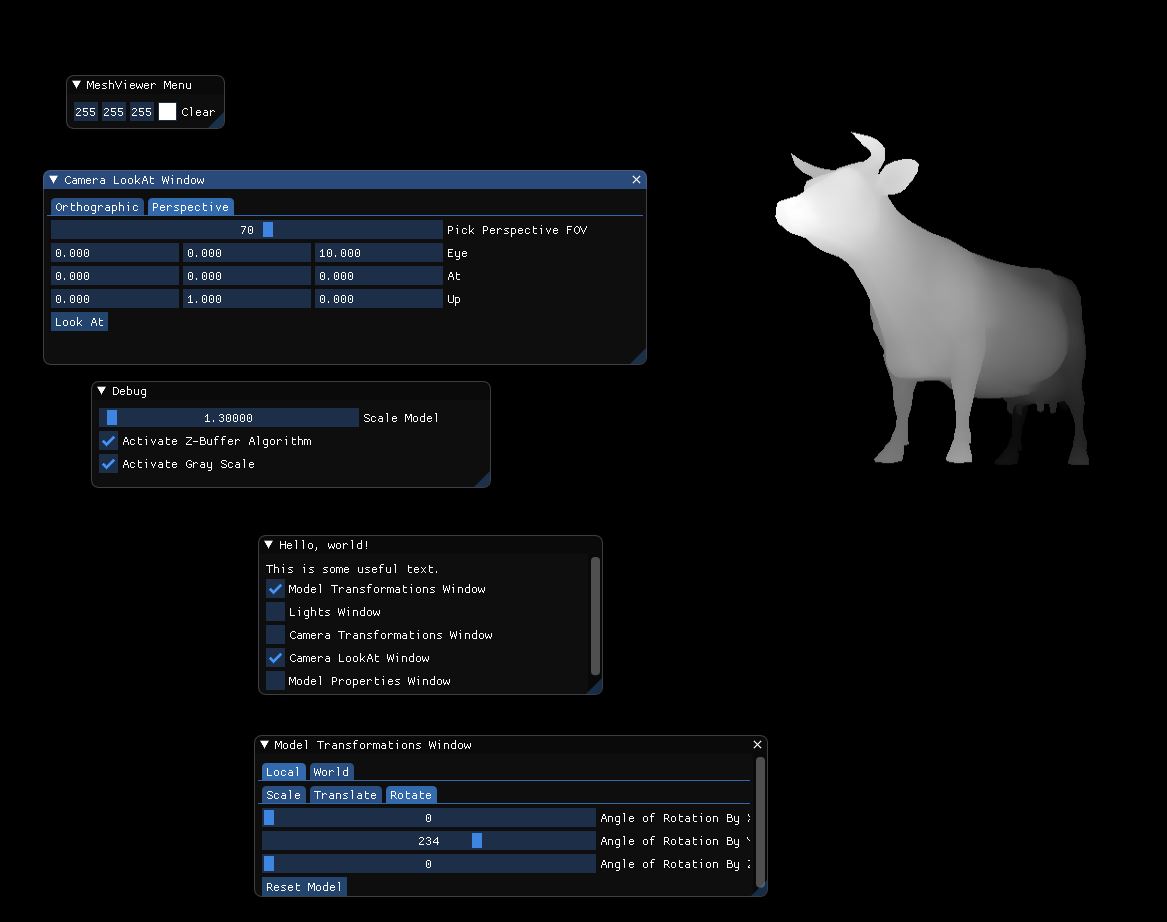 MeshViewer Menu
255 255 255 Clear
Camera LookAt Window
Orthographic Perspective
70 Pick Perspective FOV
0.000 0.000 10.000 Eye
0.000 0.000 0.000 At
0.000 1.000 0.000 Up
Look At
Debug
1.30000 Scale Model
Activate Z-Buffer Algorithm
Activate Gray Scale
Hello, world!
This is some useful text.
Model Transformations Window
Lights Window
Camera Transformations Window
Camera LookAt Window
Model Properties Window
Model Transformations Window
Local World
Scale Translate Rotate
0 Angle of Rotation By X
234 Angle of Rotation By Y
0 Angle of Rotation By Z
Reset Model